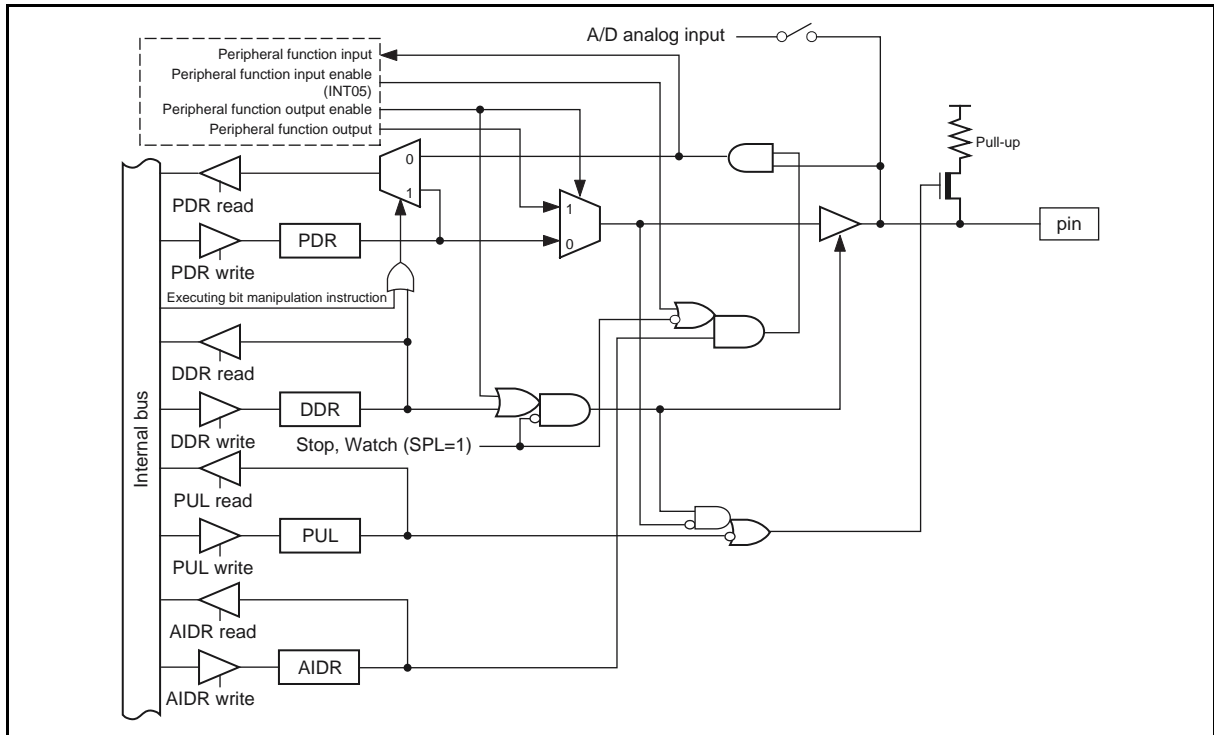 A/D analog input
Peripheral function input
Peripheral function input enable
(INT05)
Peripheral function output enable
Peripheral function output
Pull-up
0
1
PDR read
1
0
pin
PDR
PDR write
Executing bit manipulation instruction
DDR read
DDR
DDR write
Stop, Watch (SPL=1)
Internal bus
PUL read
PUL
PUL write
AIDR read
AIDR
AIDR write